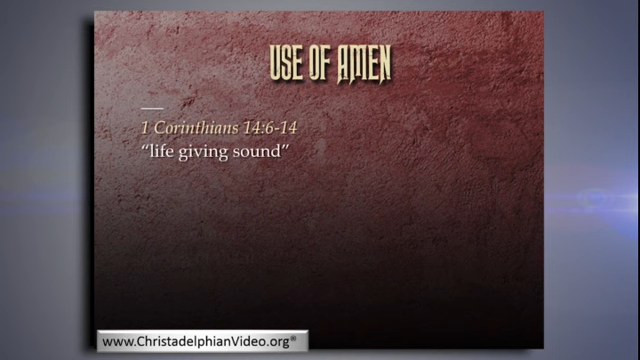 USE OF AMEN
1 Corinthians 14:6-14
“life giving sound”
www.ChristadelphianVideo.org®